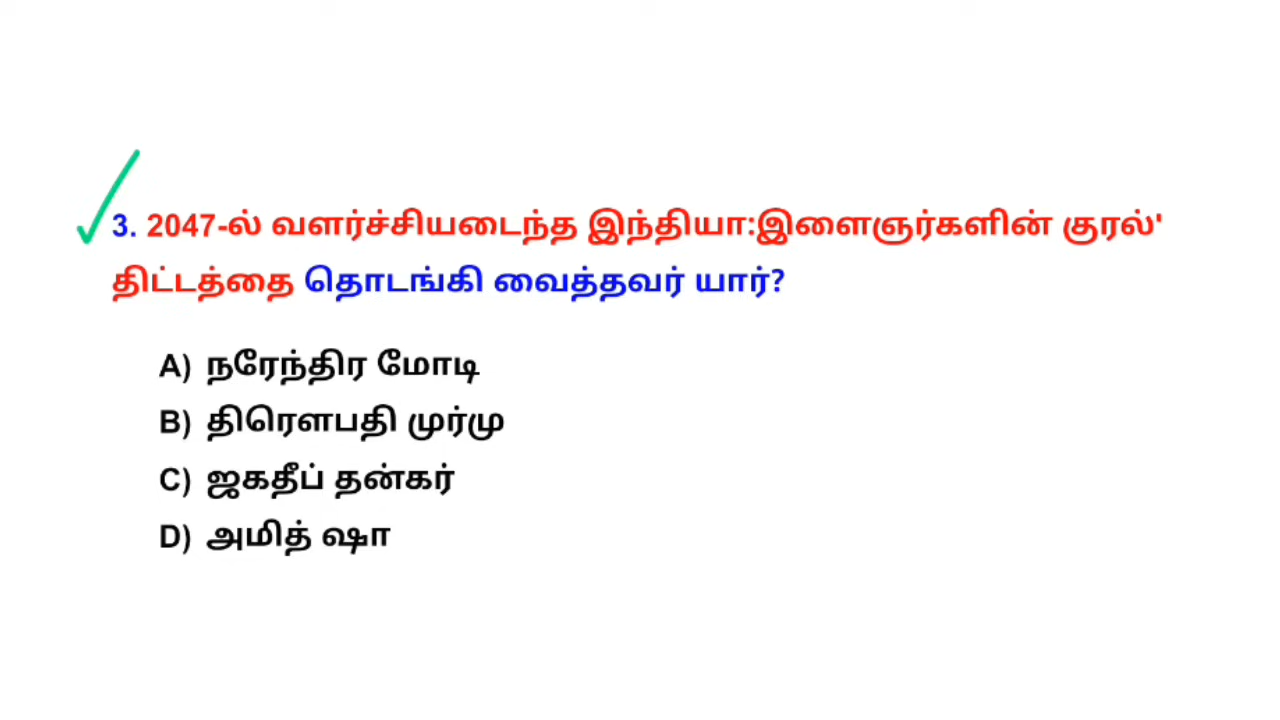 3. 2047-ல் வளர்ச்சியடைந்த இந்தியா:இளைஞர்களின் குரல்'
திட்டத்தை தொடங்கி வைத்தவர் யார்?
A) நரேந்திர மோடி
B) திரௌபதி முர்மு
C) ஜகதீப் தன்கர்
D) அமித் ஷா